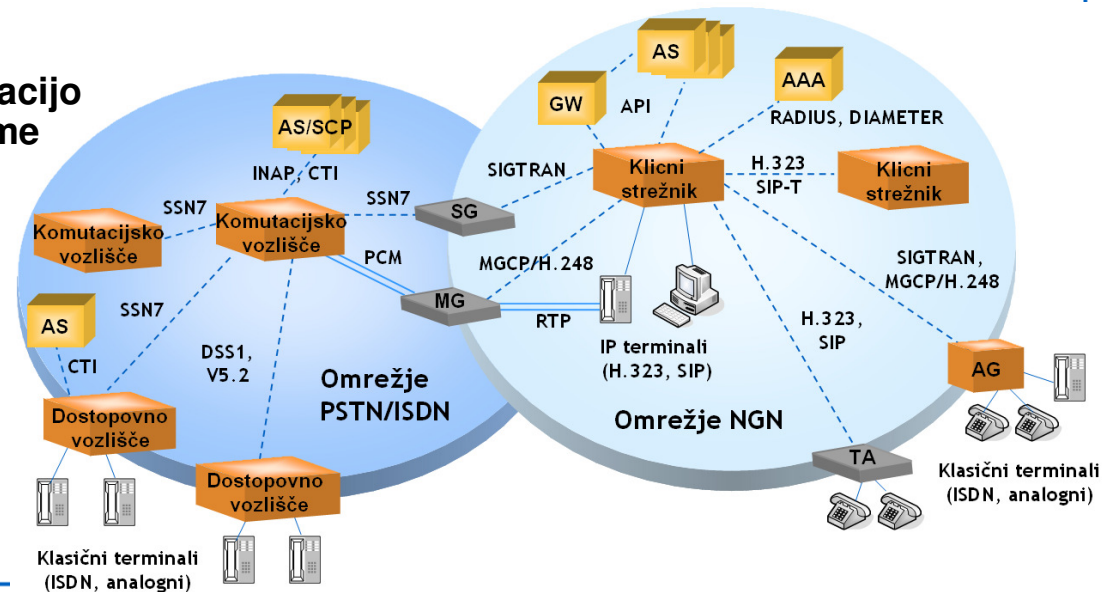 acijo
me
AS
GW
API
AAA
RADIUS, DIAMETER
AS/SCP
INAP, CTI
SIGTRAN
Klicni
strežnik
H.323
SIP-T
Klicni
strežnik
SSN7
Komutacijsko
vozlišče
Komutacijsko
vozlišče
SSN7
SG
PCM
MGCP/H.248
SIGTRAN,
MGCP/H.248
MG
RTP
AS
SSN7
CTI
DSS1,
V5.2
IP terminali
(H.323, SIP)
H.323,
SIP
AG
Omrežje
PSTN/ISDN
Omrežje NGN
Dostopovno
vozlišče
Dostopovno
vozlišče
TA
Klasični terminali
(ISDN, analogni)
Klasični terminali
(ISDN, analogni)